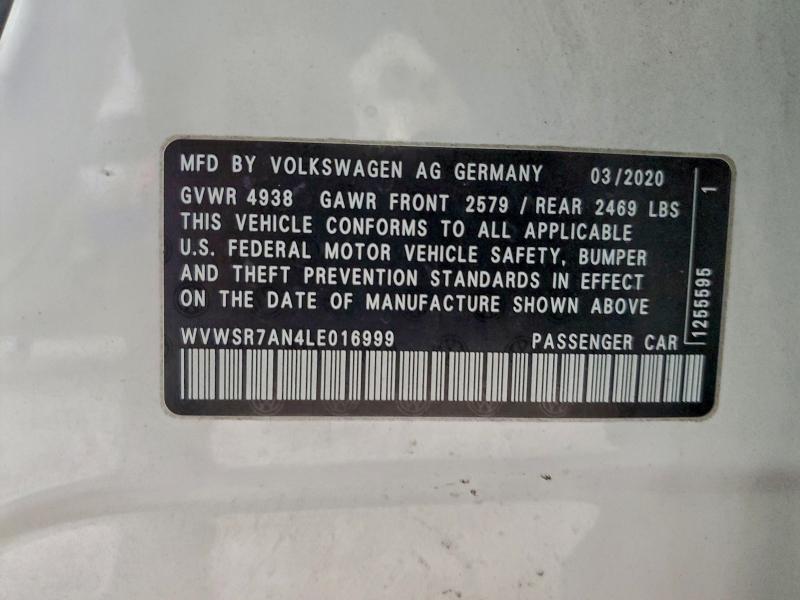 MFD BY VOLKSWAGEN AG GERMANY 03/2020
GVWR 4938 GAWR FRONT 2579 / REAR 2469 LBS
THIS VEHICLE CONFORMS TO ALL APPLICABLE
U.S. FEDERAL MOTOR VEHICLE SAFETY, BUMPER
AND THEFT PREVENTION STANDARDS IN EFFECT
ON THE DATE OF MANUFACTURE SHOWN ABOVE
WVWSR7AN4LE016999 PASSENGER CAR
1255595 1